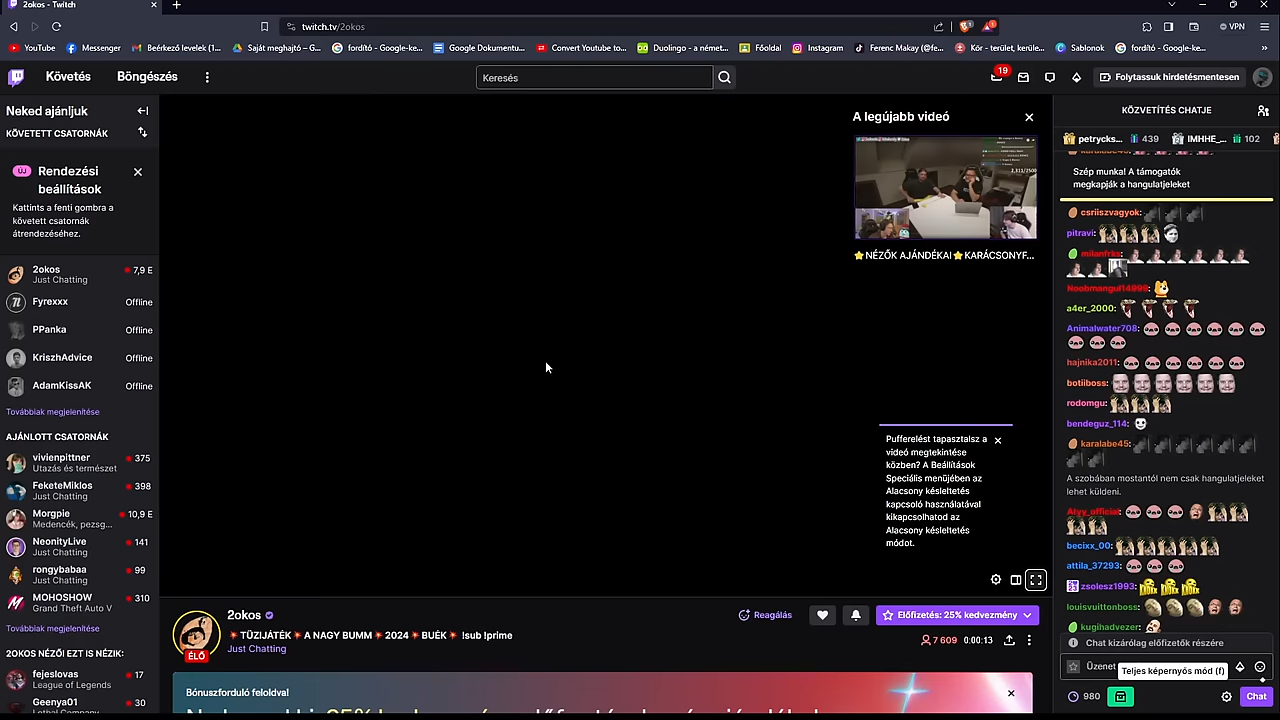 2okos - Twitch
twitch.tv/2okos
VPN
YouTube
Messenger
Beérkező levelek (1...
Saját meghajtó – G...
fordító - Google-ke...
Google Dokumentu...
Convert Youtube to...
Duolingo – a német...
Főoldal
Instagram
Ferenc Makay (@fe...
Kör - terület, kerüle...
Sablonok
fordító - Google-ke...
Követés
Böngészés
Keresés
19
Folytassuk hirdetésmentesen
Neked ajánljuk
KÖVETETT CSATORNÁK
Rendezési
beállítások
Kattints a fenti gombra a
követett csatornák
átrendezéséhez.
2okos
7,9 E
Just Chatting
Fyrexxx
Offline
PPanka
Offline
KriszhAdvice
Offline
AdamKissAK
Offline
Továbbiak megjelenítése
AJÁNLOTT CSATORNÁK
vivienpittner
375
Utazás és természet
FeketeMiklos
398
Just Chatting
Morgpie
10,9 E
Medencék, pezsg...
NeonityLive
141
Just Chatting
rongybabaa
99
Just Chatting
MOHOSHOW
310
Grand Theft Auto V
Továbbiak megjelenítése
2OKOS NÉZŐI EZT IS NÉZIK:
fejeslovas
17
League of Legends
Geenya01
30
A legújabb videó
2,311/2500
NÉZŐK AJÁNDÉKAI KARÁCSONYF...
Pufferelést tapasztalsz a
videó megtekintése
közben? A Beállítások
Speciális menüjében az
Alacsony késleltetés
kapcsoló használatával
kikapcsolhatod az
Alacsony késleltetés
módot.
2okos
ÉLŐ
TŰZIJÁTÉK A NAGY BUMM 2024 BUÉK !sub !prime
Just Chatting
Reagálás
Előfizetés: 25% kedvezmény
7 609
0:00:13
Bónuszforduló feloldva!
KÖZVETÍTÉS CHATJE
petrycks...
439
IMHHE_...
102
Szép munka! A támogatók
megkapják a hangulatjeleket
csriiszvagyok:
pitravi:
milanfrks:
Noobmangui14999:
a4er_2000:
Animalwater708:
hajnika2011:
botiiboss:
rodomgu:
bendeguz_114:
karalabe45:
A szobában mostantól nem csak hangulatjeleket
lehet küldeni.
Atyy_official:
becixx_00:
attila_37293:
zsolesz1993:
louisvuittonboss:
kugihadvezer:
Chat kizárólag előfizetők részére
Üzenet
Teljes képernyős mód (f)
980
Chat